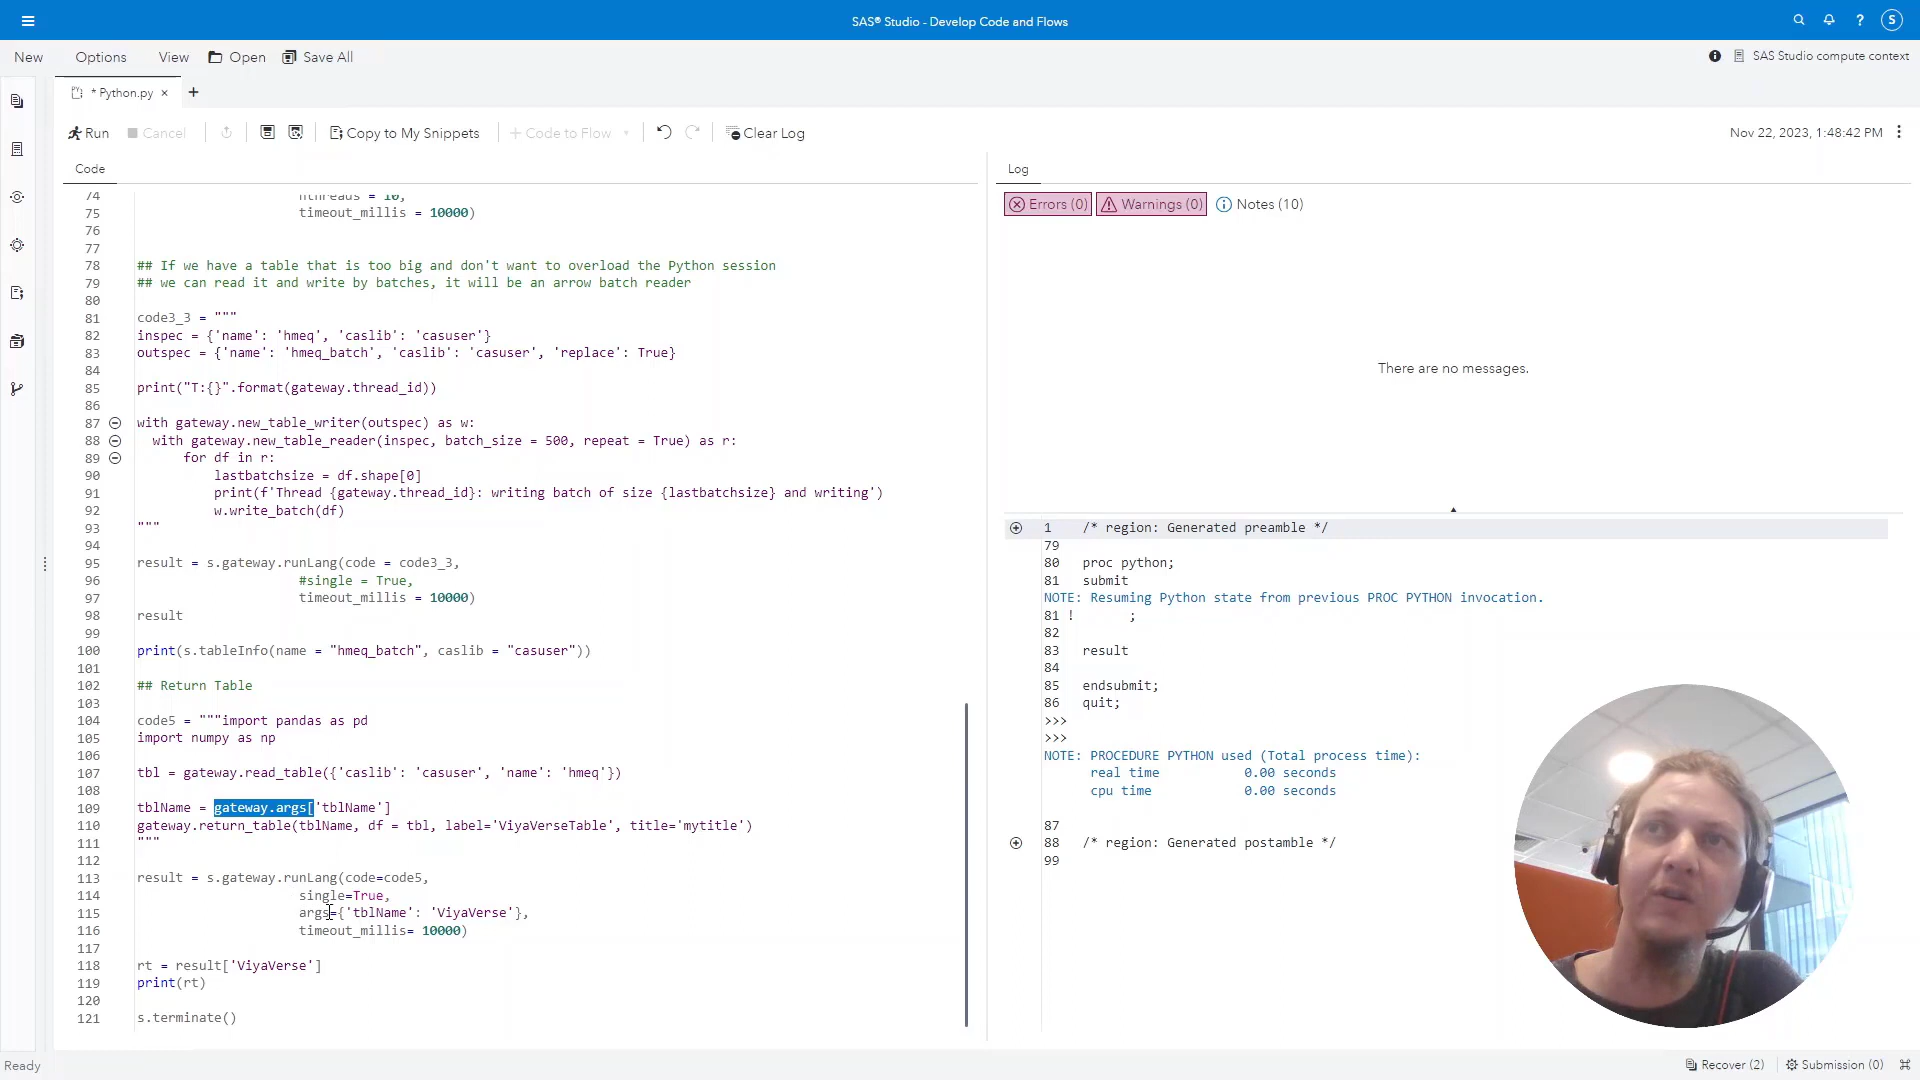 SAS® Studio - Develop Code and Flows
S
New Options View Open Save All
SAS Studio compute context
* Python.py × +
Run Cancel Copy to My Snippets + Code to Flow Clear Log
Nov 22, 2023, 1:48:42 PM
Code
74 nthreads = 10,
75 timeout_millis = 10000)
76
77
78 ## If we have a table that is too big and don't want to overload the Python session
79 ## we can read it and write by batches, it will be an arrow batch reader
80
81 code3_3 = """
82 inspec = {'name': 'hmeq', 'caslib': 'casuser'}
83 outspec = {'name': 'hmeq_batch', 'caslib': 'casuser', 'replace': True}
84
85 print("T:{}".format(gateway.thread_id))
86
87 with gateway.new_table_writer(outspec) as w:
88 with gateway.new_table_reader(inspec, batch_size = 500, repeat = True) as r:
89 for df in r:
90 lastbatchsize = df.shape[0]
91 print(f'Thread {gateway.thread_id}: writing batch of size {lastbatchsize} and writing')
92 w.write_batch(df)
93 """
94
95 result = s.gateway.runLang(code = code3_3,
96 #single = True,
97 timeout_millis = 10000)
98 result
99
100 print(s.tableInfo(name = "hmeq_batch", caslib = "casuser"))
101
102 ## Return Table
103
104 code5 = """import pandas as pd
105 import numpy as np
106
107 tbl = gateway.read_table({'caslib': 'casuser', 'name': 'hmeq'})
108
109 tblName = gateway.args['tblName']
110 gateway.return_table(tblName, df = tbl, label='ViyaVerseTable', title='mytitle')
111 """
112
113 result = s.gateway.runLang(code=code5,
114 single=True,
115 args={'tblName': 'ViyaVerse'},
116 timeout_millis= 10000)
117
118 rt = result['ViyaVerse']
119 print(rt)
120
121 s.terminate()
Log
Errors (0) Warnings (0) Notes (10)
There are no messages.
1 /* region: Generated preamble */
79
80 proc python;
81 submit
NOTE: Resuming Python state from previous PROC PYTHON invocation.
81 ! ;
82
83 result
84
85 endsubmit;
86 quit;
>>>
>>>
NOTE: PROCEDURE PYTHON used (Total process time):
real time 0.00 seconds
cpu time 0.00 seconds
87
88 /* region: Generated postamble */
99
Ready
Recover (2) Submission (0)